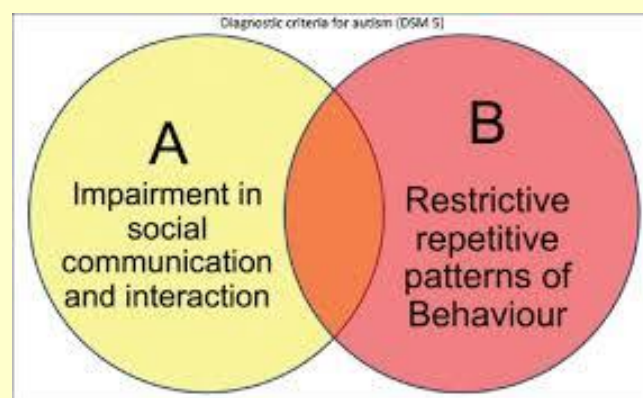 Diagnostic criteria for autism (DSM 5)
A
Impairment in
social
communication
and interaction
B
Restrictive
repetitive
patterns of
Behaviour